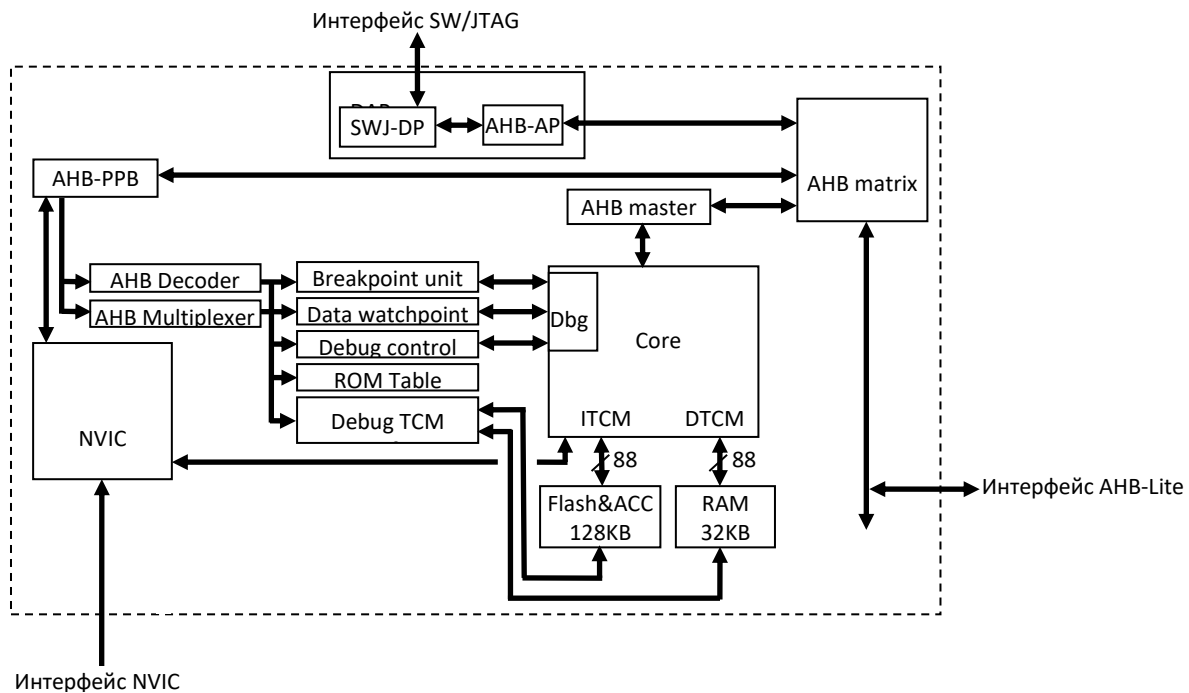 Интерфейс SW/JTAG
SWJ-DP
AHB-AP
AHB-PPB
AHB matrix
AHB master
AHB Decoder
AHB Multiplexer
Breakpoint unit
Data watchpoint
Debug control
ROM Table
Debug TCM
Dbg
Core
ITCM
DTCM
NVIC
88
88
Flash&ACC
128KB
RAM
32KB
Интерфейс AHB-Lite
Интерфейс NVIC